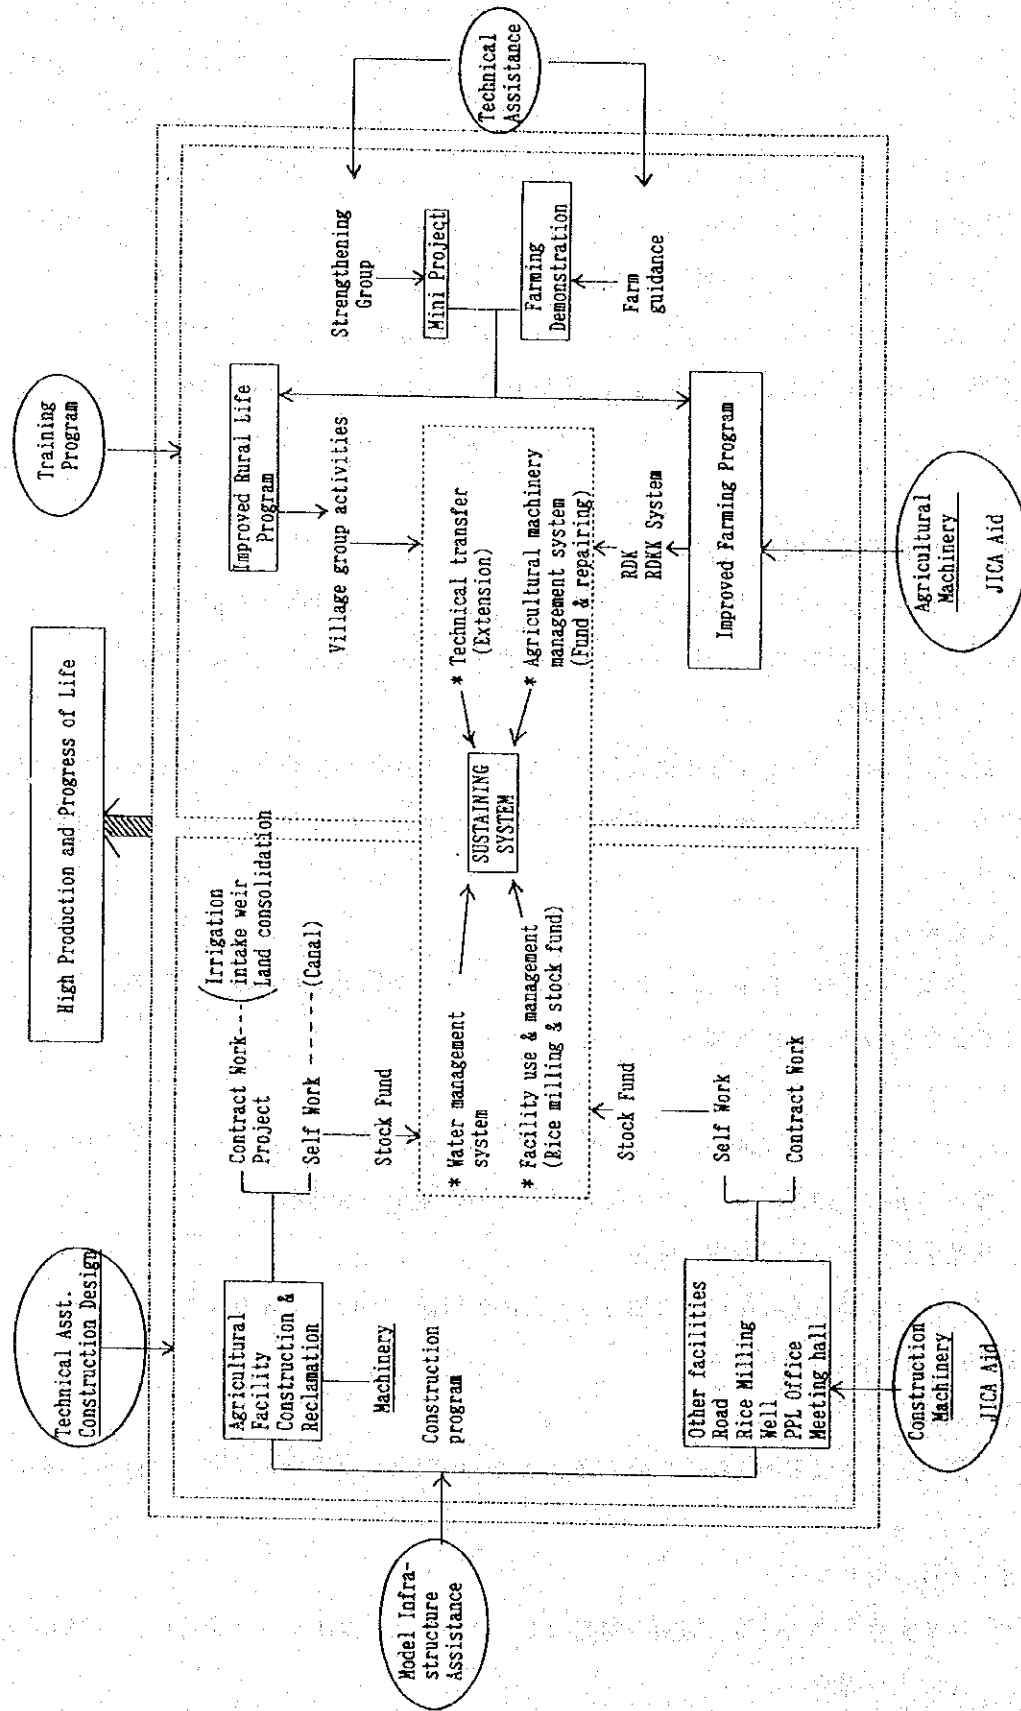 High Production and Progress of Life
Technical Asst.
Construction Design
Training
Program
Model Infra-
structure
Assistance
Agricultural
Facility
Construction &
Reclamation
Machinery
Construction
program
Other facilities
Road
Rice Milling
Well
PPL Office
Meeting hall
Construction
Machinery
JICA Aid
Contract Work---
Project
(Irrigation
intake weir
Land consolidation
Self Work -----(Canal)
Stock Fund
* Water management
system
* Facility use & management
(Rice milling & stock fund)
Stock Fund
Self Work
Contract Work
SUSTAINING
SYSTEM
* Technical transfer
(Extension)
* Agricultural machinery
management system
(Fund & repairing)
Improved Rural Life
Program
Village group activities
RDK
RDKK System
Improved Farming Program
Agricultural
Machinery
JICA Aid
Strengthening
Group
Mini Project
Farming
Demonstration
Farm
guidance
Technical
Assistance